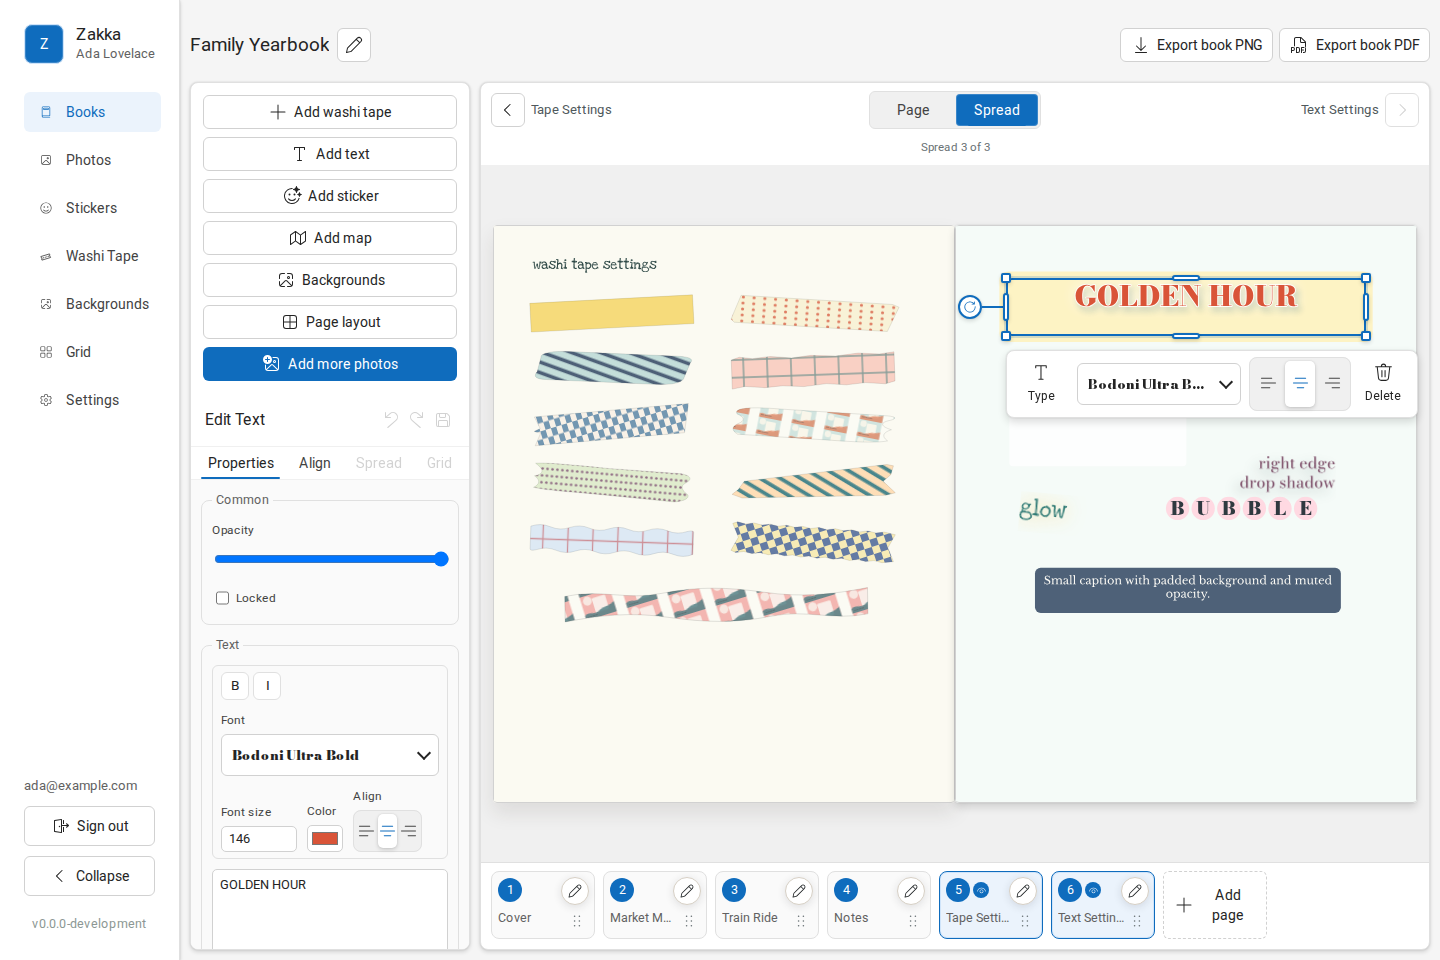 Z
Zakka
Ada Lovelace
Books
Photos
Stickers
Washi Tape
Backgrounds
Grid
Settings
ada@example.com
Sign out
Collapse
v0.0.0-development
Family Yearbook
Export book PNG
PDF
Export book PDF
Add washi tape
Add text
Add sticker
Add map
Backgrounds
Page layout
Add more photos
Edit Text
Properties Align Spread Grid
Common
Opacity
Locked
Text
B I
Font
Bodoni Ultra Bold
Font size Color Align
146
GOLDEN HOUR
Tape Settings
Page Spread
Text Settings
Spread 3 of 3
washi tape settings
GOLDEN HOUR
Type
Bodoni Ultra B...
Delete
right edge
drop shadow
glow
BUBBLE
Small caption with padded background and muted
opacity.
1
Cover
2
Market M...
3
Train Ride
4
Notes
5
Tape Setti...
6
Text Settin...
Add
page